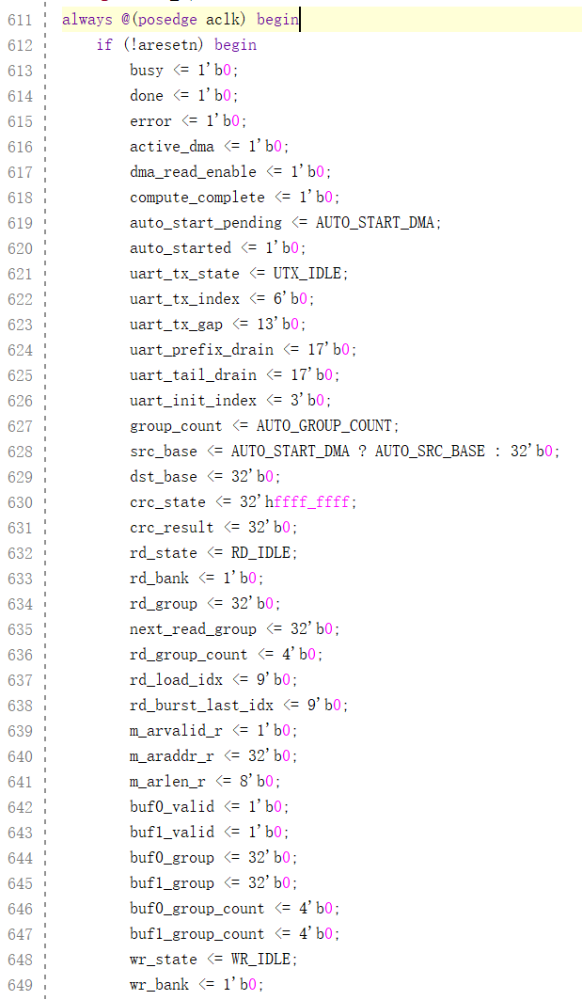 611 always @(posedge aclk) begin
612 if (!aresetn) begin
613 busy <= 1'b0;
614 done <= 1'b0;
615 error <= 1'b0;
616 active_dma <= 1'b0;
617 dma_read_enable <= 1'b0;
618 compute_complete <= 1'b0;
619 auto_start_pending <= AUTO_START_DMA;
620 auto_started <= 1'b0;
621 uart_tx_state <= UTX_IDLE;
622 uart_tx_index <= 6'b0;
623 uart_tx_gap <= 13'b0;
624 uart_prefix_drain <= 17'b0;
625 uart_tail_drain <= 17'b0;
626 uart_init_index <= 3'b0;
627 group_count <= AUTO_GROUP_COUNT;
628 src_base <= AUTO_START_DMA ? AUTO_SRC_BASE : 32'b0;
629 dst_base <= 32'b0;
630 crc_state <= 32'hffff_ffff;
631 crc_result <= 32'b0;
632 rd_state <= RD_IDLE;
633 rd_bank <= 1'b0;
634 rd_group <= 32'b0;
635 next_read_group <= 32'b0;
636 rd_group_count <= 4'b0;
637 rd_load_idx <= 9'b0;
638 rd_burst_last_idx <= 9'b0;
639 m_arvalid_r <= 1'b0;
640 m_araddr_r <= 32'b0;
641 m_arlen_r <= 8'b0;
642 buf0_valid <= 1'b0;
643 buf1_valid <= 1'b0;
644 buf0_group <= 32'b0;
645 buf1_group <= 32'b0;
646 buf0_group_count <= 4'b0;
647 buf1_group_count <= 4'b0;
648 wr_state <= WR_IDLE;
649 wr_bank <= 1'b0;